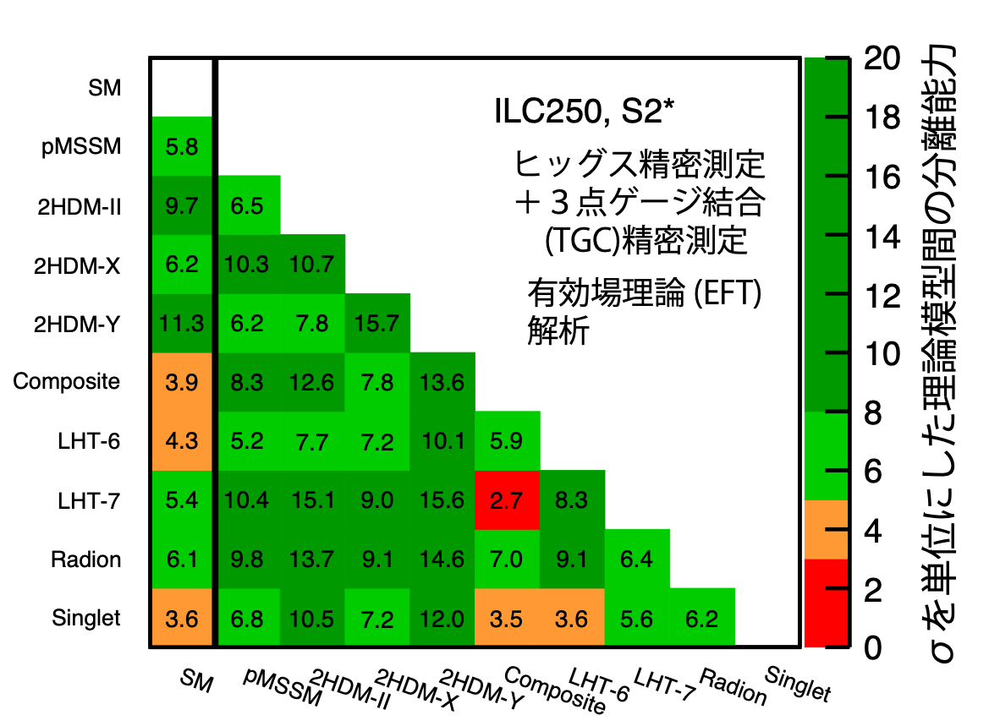 ILC250, S2*
ヒッグス精密測定
＋３点ゲージ結合
(TGC)精密測定
有効場理論 (EFT)
解析
SM
pMSSM 5.8
2HDM-II 9.7 6.5
2HDM-X 6.2 10.3 10.7
2HDM-Y 11.3 6.2 7.8 15.7
Composite 3.9 8.3 12.6 7.8 13.6
LHT-6 4.3 5.2 7.7 7.2 10.1 5.9
LHT-7 5.4 10.4 15.1 9.0 15.6 2.7 8.3
Radion 6.1 9.8 13.7 9.1 14.6 7.0 9.1 6.4
Singlet 3.6 6.8 10.5 7.2 12.0 3.5 3.6 5.6 6.2
SM pMSSM 2HDM-II 2HDM-X 2HDM-Y Composite LHT-6 LHT-7 Radion Singlet
20
18
16
14
12
10
8
6
4
2
0
σを単位にした理論模型間の分離能力